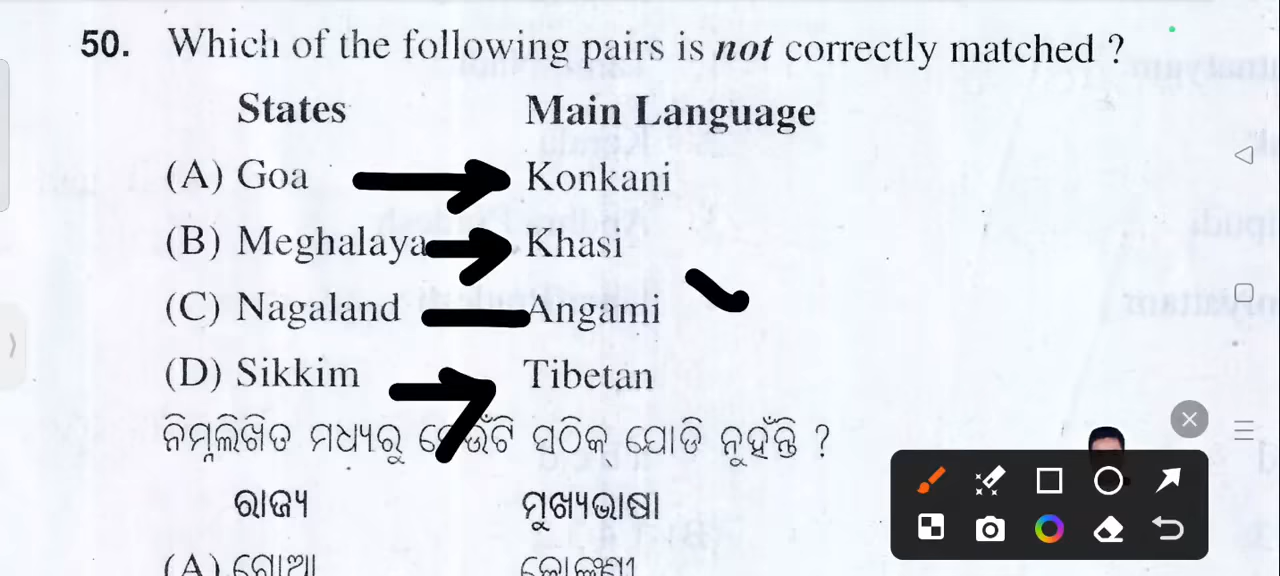 50. Which of the following pairs is not correctly matched ?
States Main Language
(A) Goa Konkani
(B) Meghalaya Khasi
(C) Nagaland Angami
(D) Sikkim Tibetan
ନିମ୍ନଲିଖିତ ମଧ୍ୟରୁ କେଉଁଟି ସଠିକ୍ ଯୋଡି ନୁହଁନ୍ତି ?
ରାଜ୍ୟ ମୁଖ୍ୟଭାଷା
(A) ଗୋଆ କୋଙ୍କଣୀ